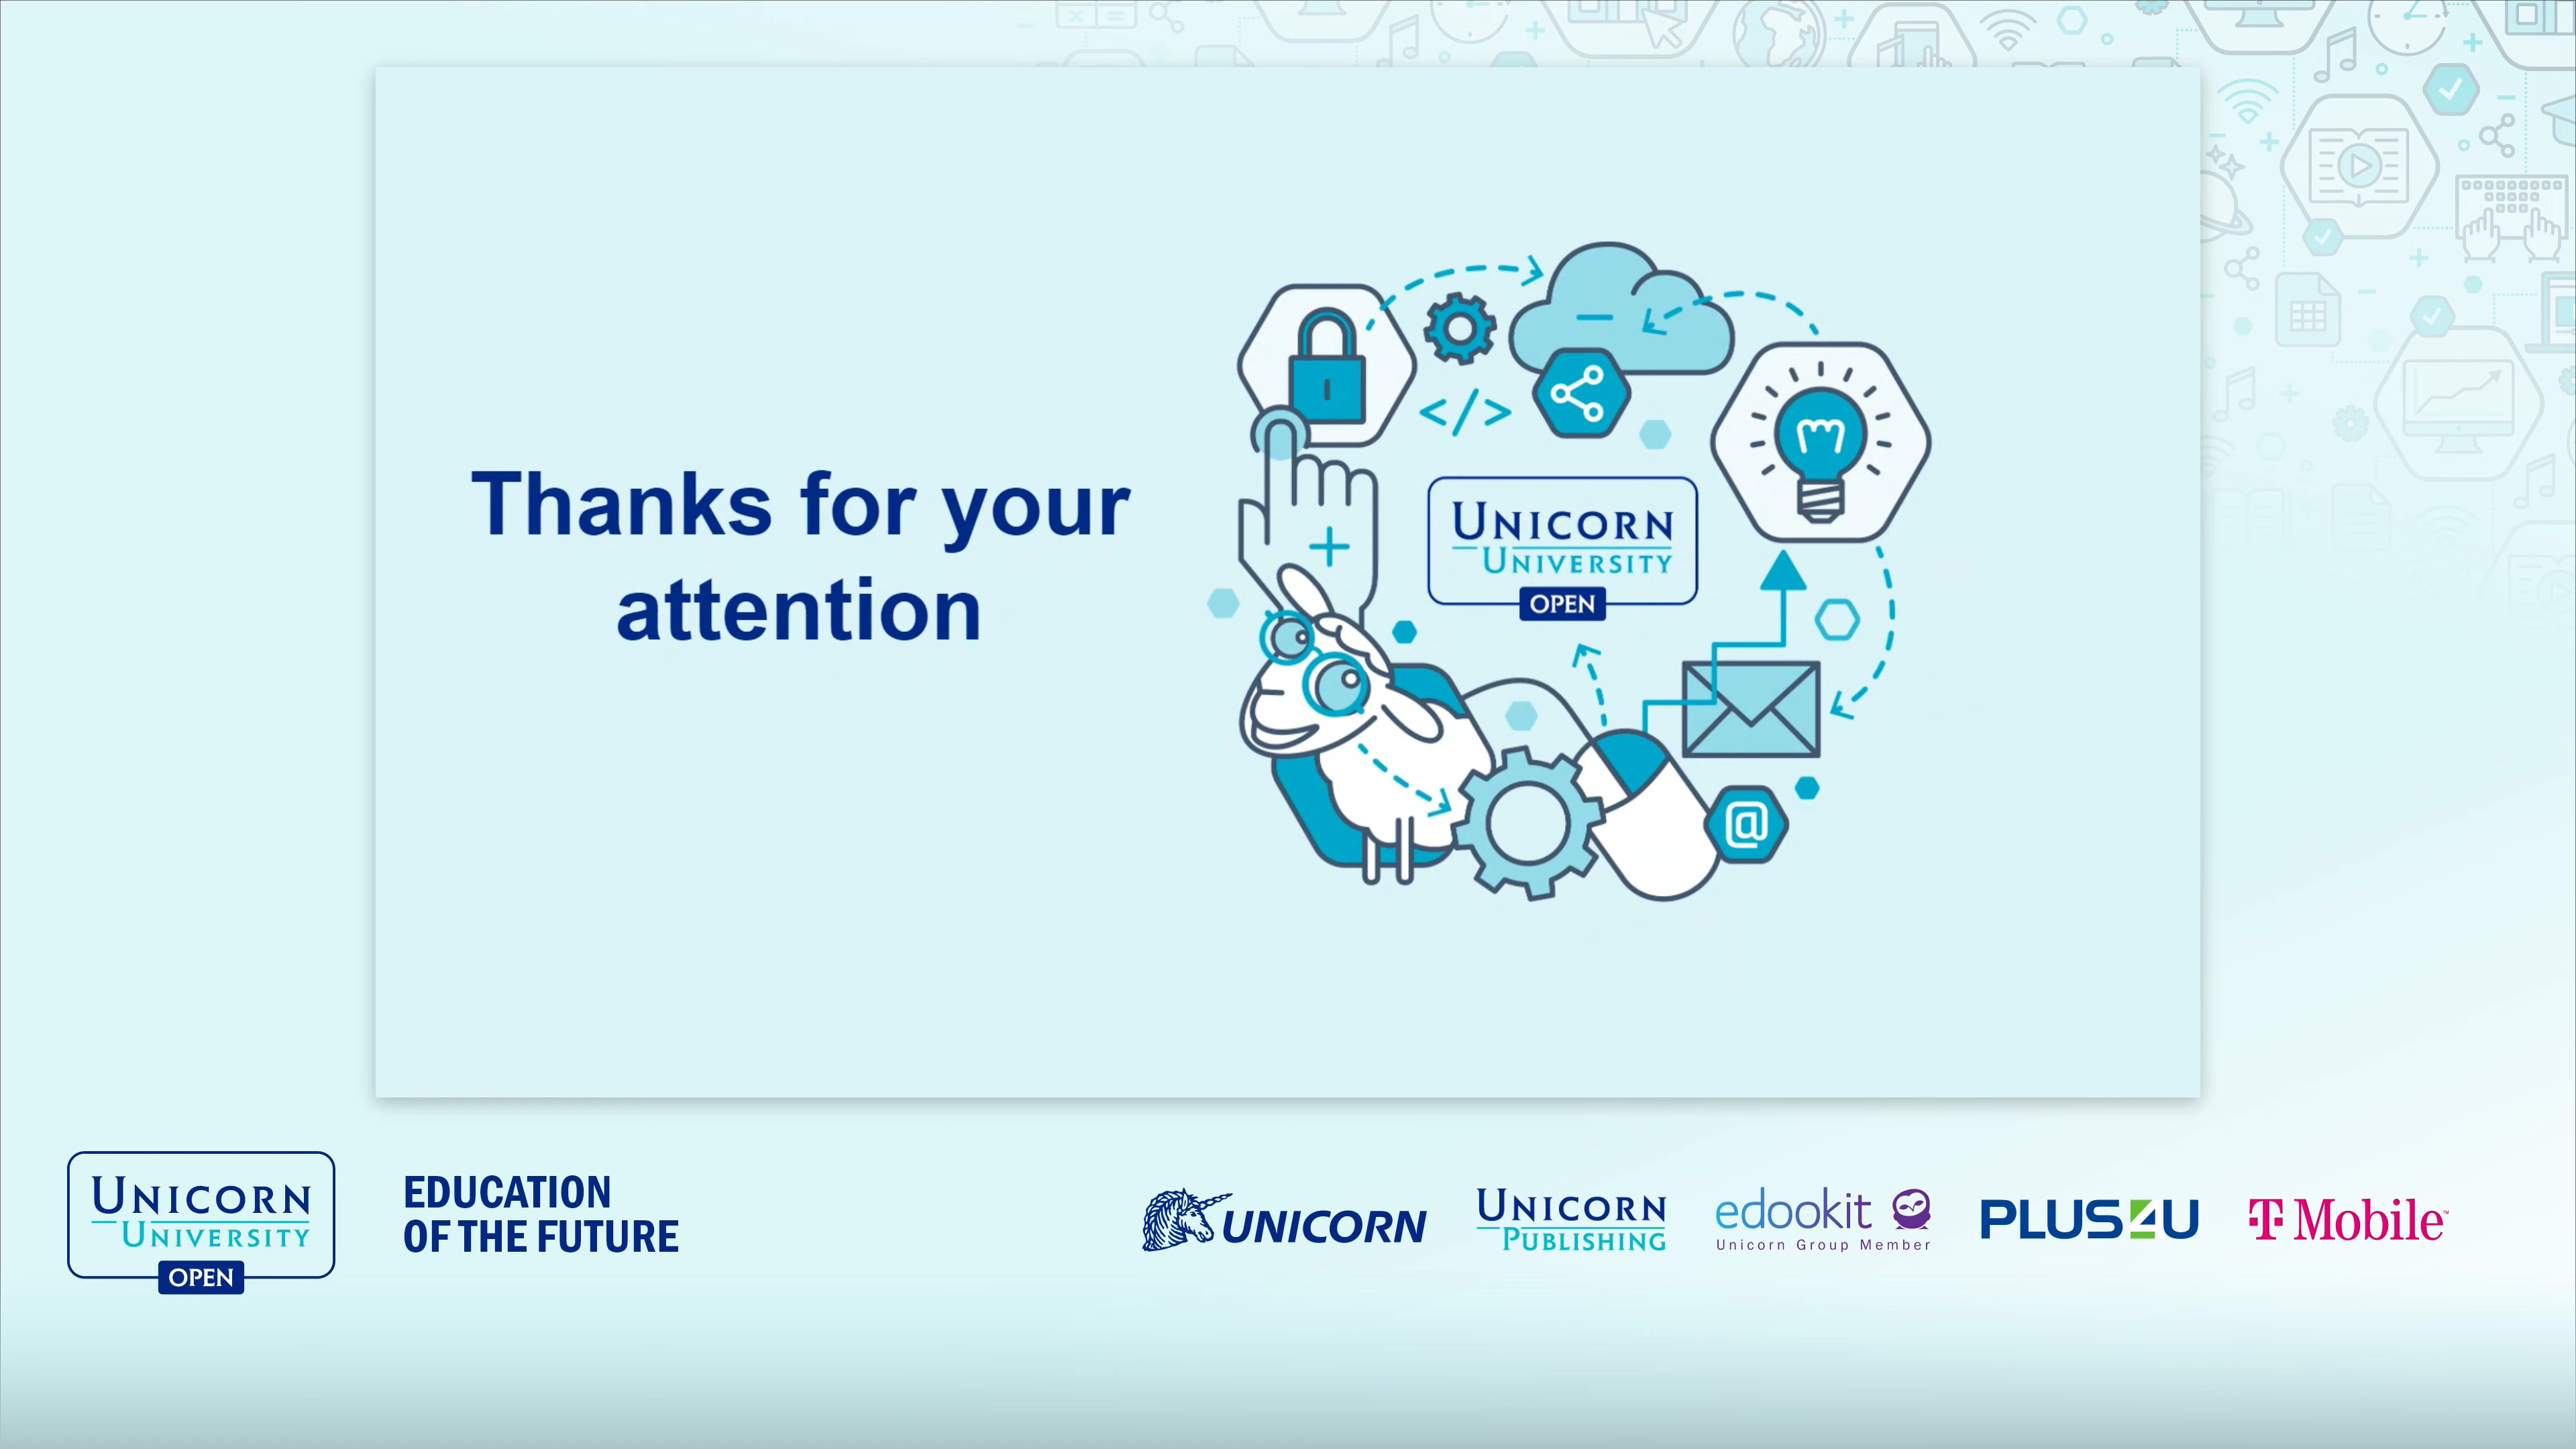 Thanks for your
attention
</>
UNICORN
UNIVERSITY
OPEN
@
UNICORN
UNIVERSITY
OPEN
EDUCATION
OF THE FUTURE
UNICORN
UNICORN
PUBLISHING
edookit
Unicorn Group Member
PLUS4U
T Mobile™